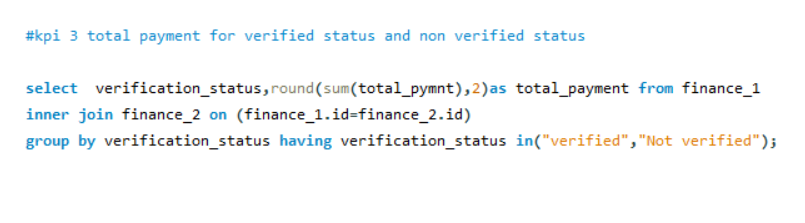 #kpi 3 total payment for verified status and non verified status
select  verification_status,round(sum(total_pymnt),2)as total_payment from finance_1
inner join finance_2 on (finance_1.id=finance_2.id)
group by verification_status having verification_status in("verified","Not verified");